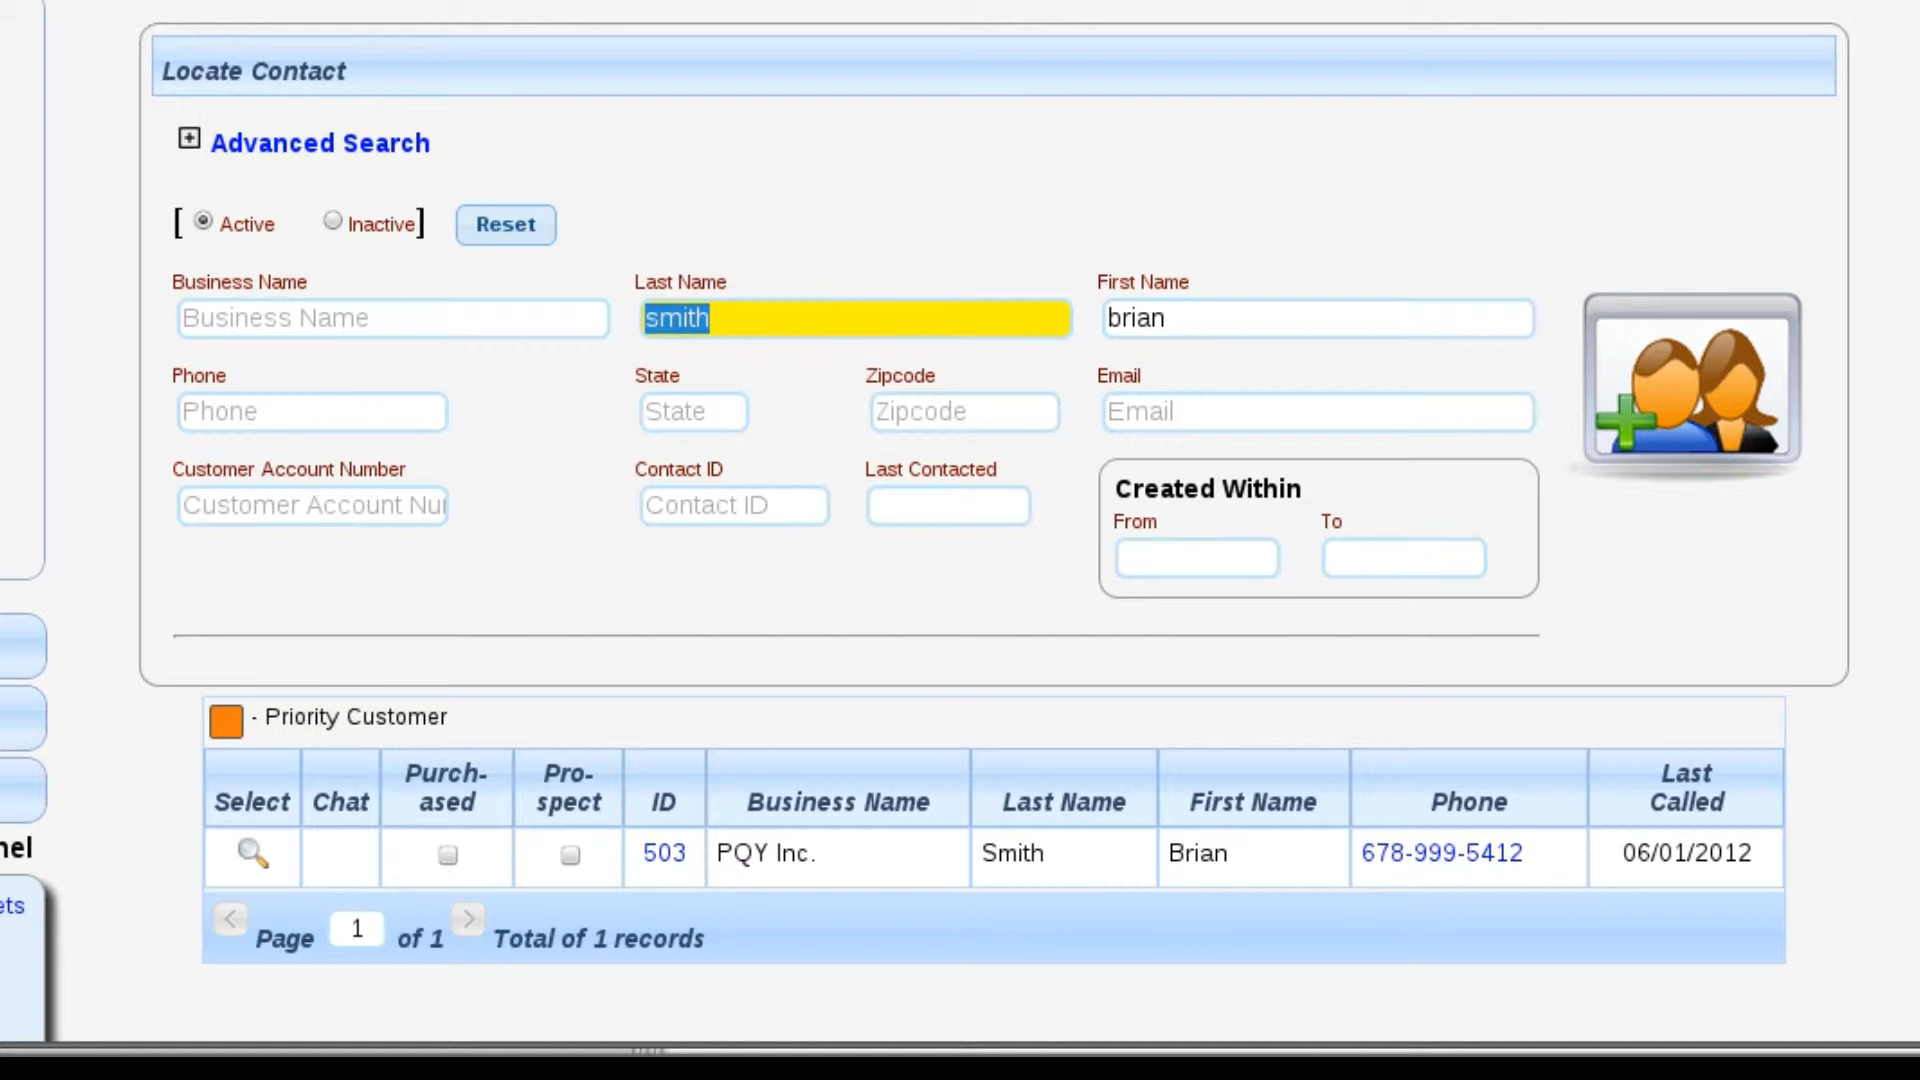 Locate Contact
Advanced Search
[ Active Inactive] Reset
Business Name Last Name First Name
Business Name smith brian
Phone State Zipcode Email
Phone State Zipcode Email
Customer Account Number Contact ID Last Contacted
Customer Account Nu Contact ID
Created Within
From To
- Priority Customer
Select Chat Purch-ased Pro-spect ID Business Name Last Name First Name Phone Last Called
503 PQY Inc. Smith Brian 678-999-5412 06/01/2012
nel
ets
Page 1 of 1 Total of 1 records